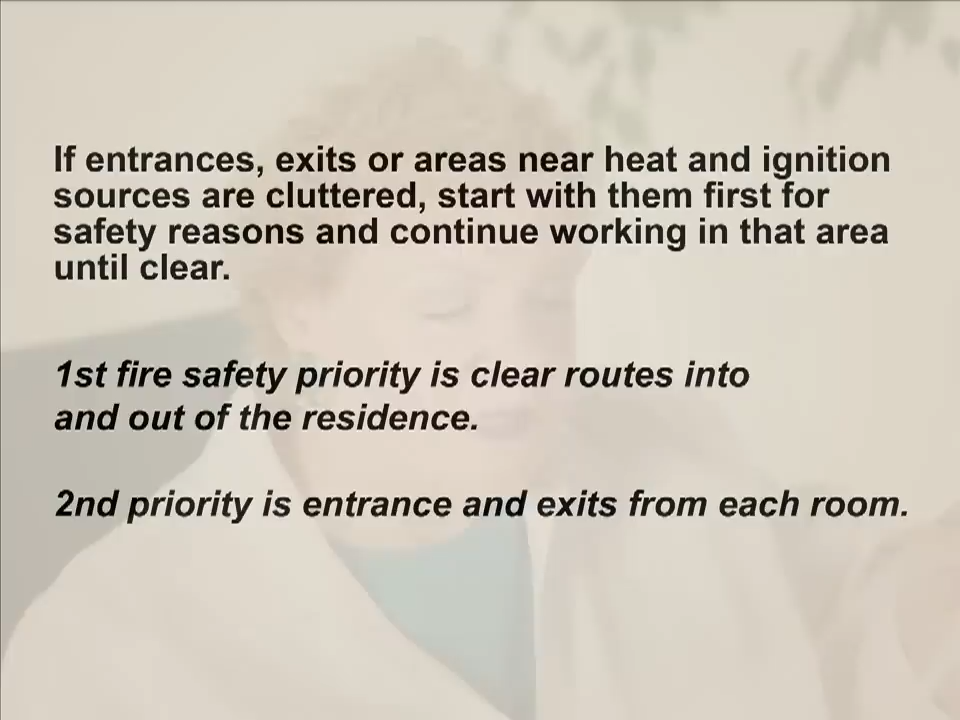 If entrances, exits or areas near heat and ignition
sources are cluttered, start with them first for
safety reasons and continue working in that area
until clear.
1st fire safety priority is clear routes into
and out of the residence.
2nd priority is entrance and exits from each room.